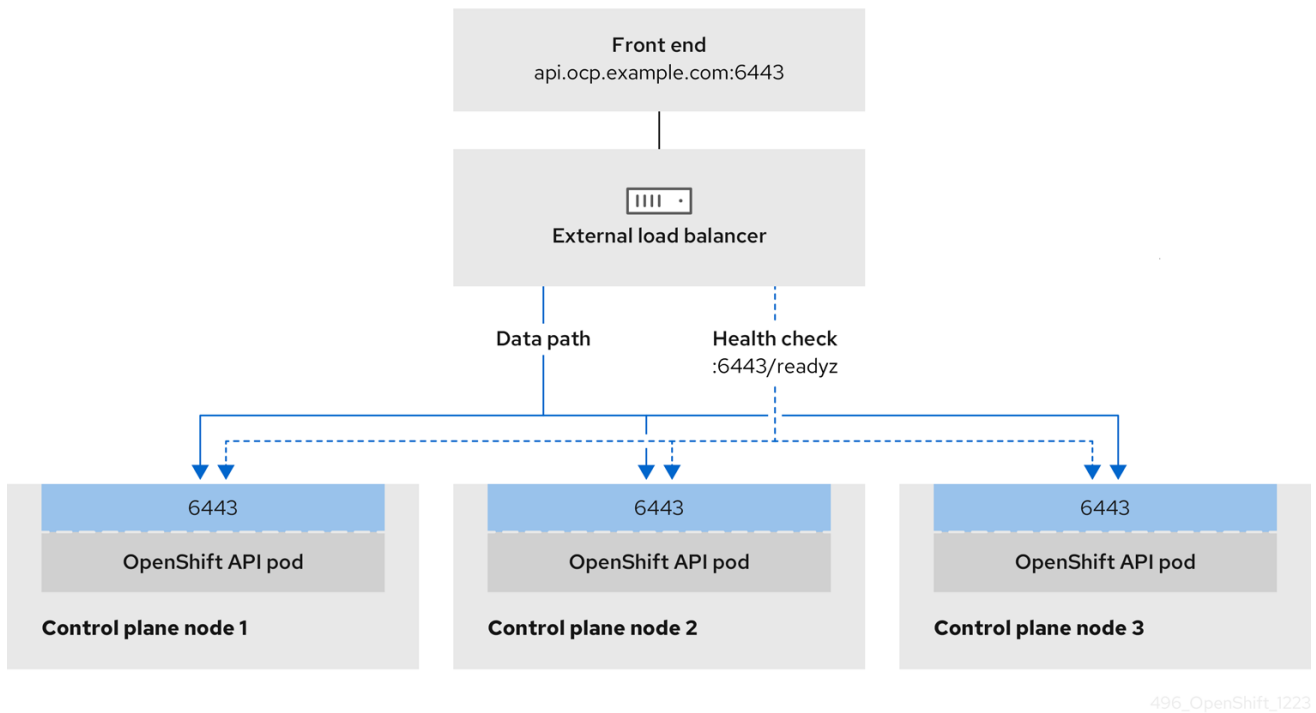 Front end
api.ocp.example.com:6443
External load balancer
Data path
Health check
:6443/readyz
6443
OpenShift API pod
Control plane node 1
6443
OpenShift API pod
Control plane node 2
6443
OpenShift API pod
Control plane node 3
496_OpenShift_1223